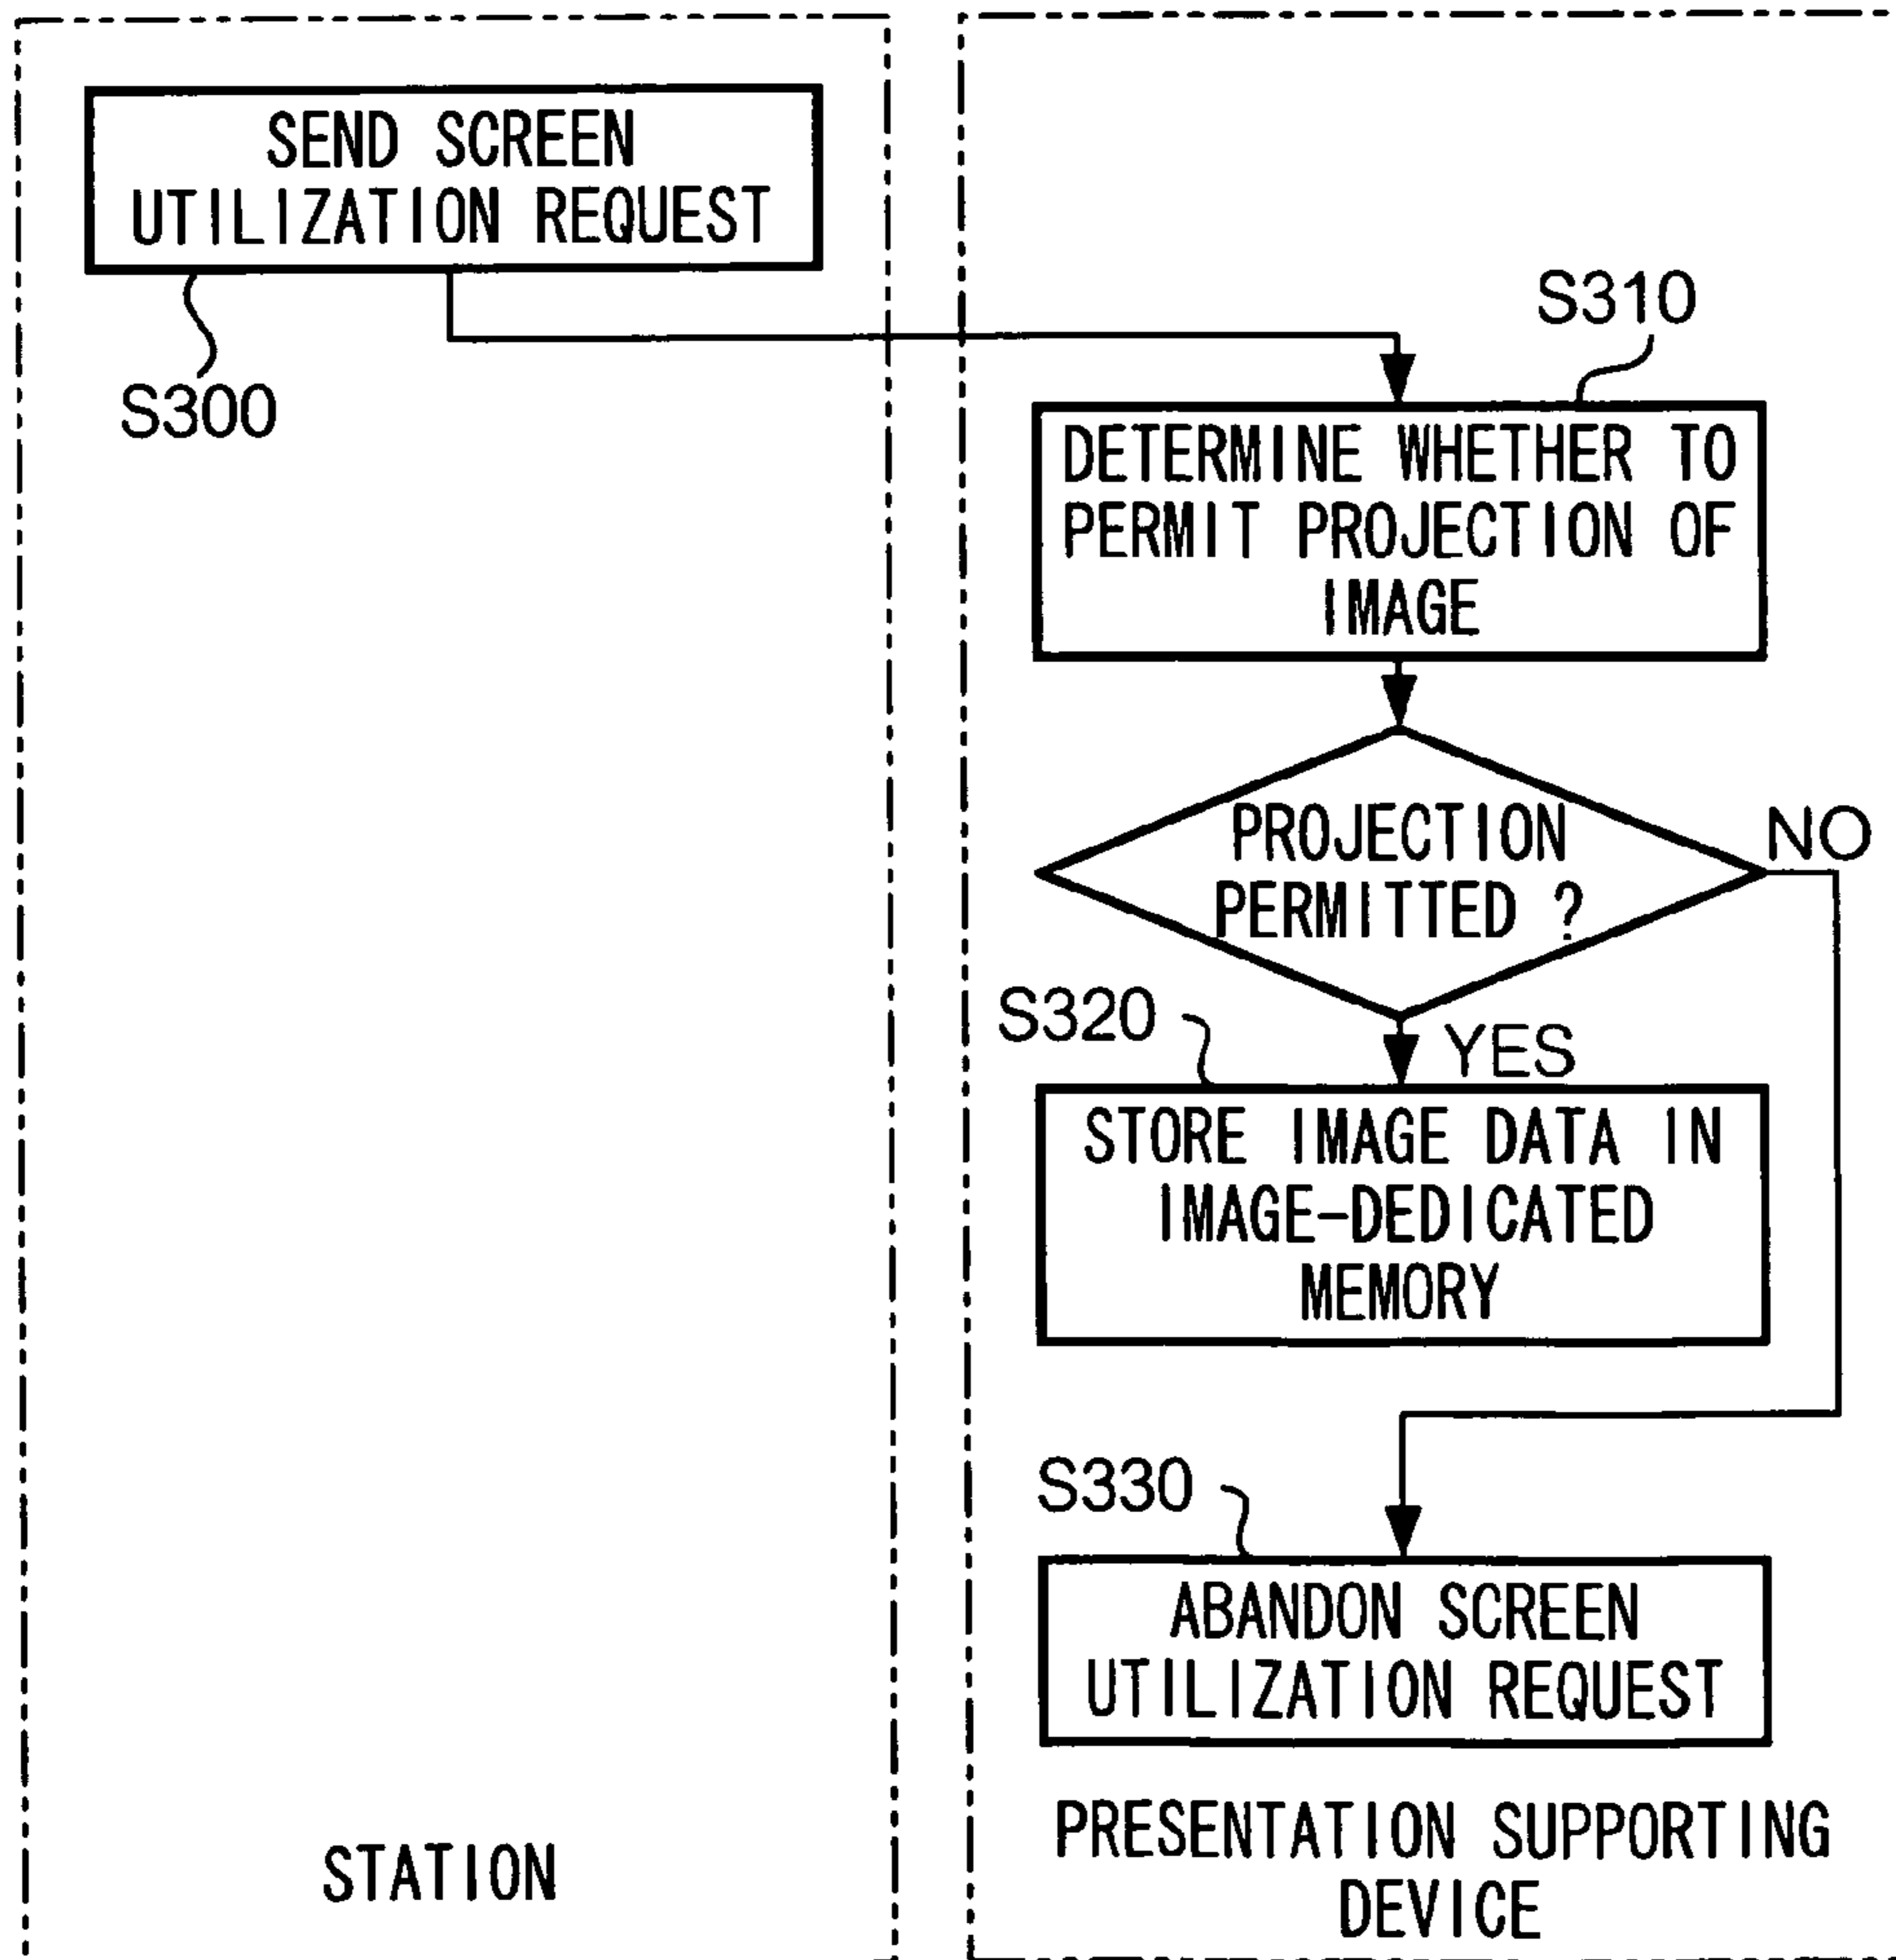 SEND SCREEN
UTILIZATION REQUEST
S300
S310
DETERMINE WHETHER TO
PERMIT PROJECTION OF
IMAGE
PROJECTION
PERMITTED ?
NO
S320
YES
STORE IMAGE DATA IN
IMAGE-DEDICATED
MEMORY
S330
ABANDON SCREEN
UTILIZATION REQUEST
STATION
PRESENTATION SUPPORTING
DEVICE